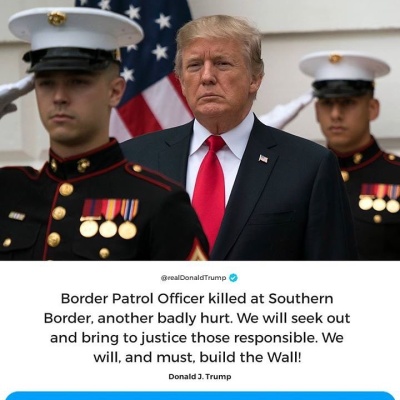 @realDonaldTrump
Border Patrol Officer killed at Southern
Border, another badly hurt. We will seek out
and bring to justice those responsible. We
will, and must, build the Wall!
Donald J. Trump